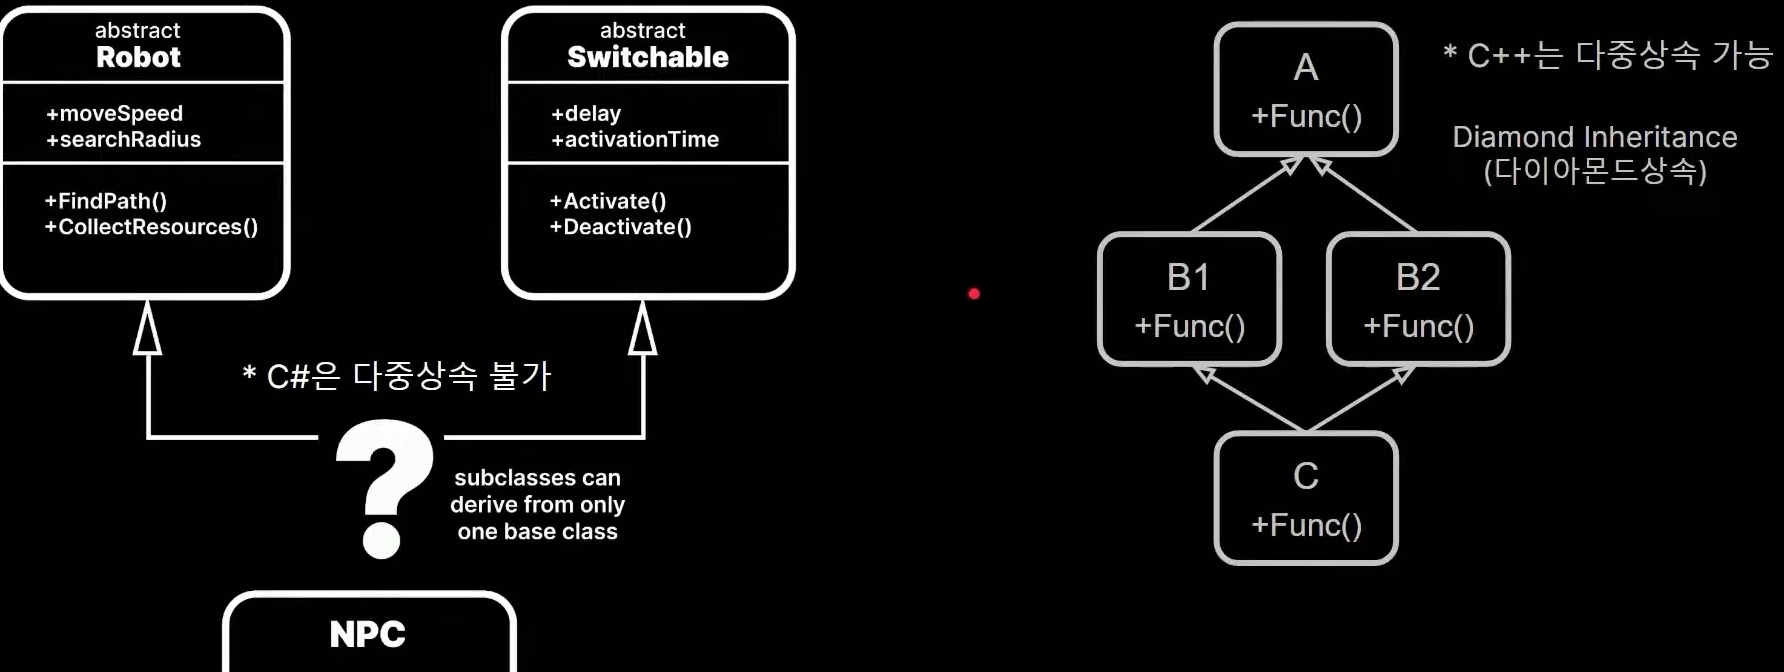 abstract
Robot
+moveSpeed
+searchRadius
+FindPath()
+CollectResources()
abstract
Switchable
+delay
+activationTime
+Activate()
+Deactivate()
* C#은 다중상속 불가
?
subclasses can
derive from only
one base class
NPC
A
+Func()
* C++는 다중상속 가능
Diamond Inheritance
(다이아몬드상속)
B1
+Func()
B2
+Func()
C
+Func()